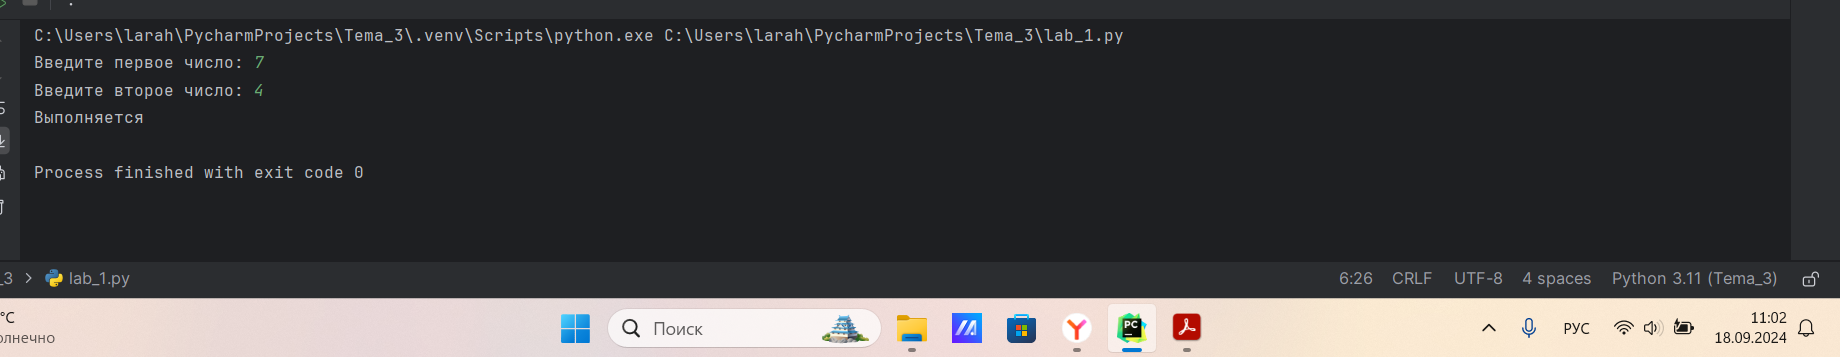 C:\Users\larah\PycharmProjects\Tema_3\.venv\Scripts\python.exe C:\Users\larah\PycharmProjects\Tema_3\lab_1.py
Введите первое число: 7
Введите второе число: 4
Выполняется
Process finished with exit code 0
_3 > lab_1.py 6:26 CRLF UTF-8 4 spaces Python 3.11 (Tema_3)
°C
олнечно
Поиск
PC
РУС
11:02
18.09.2024